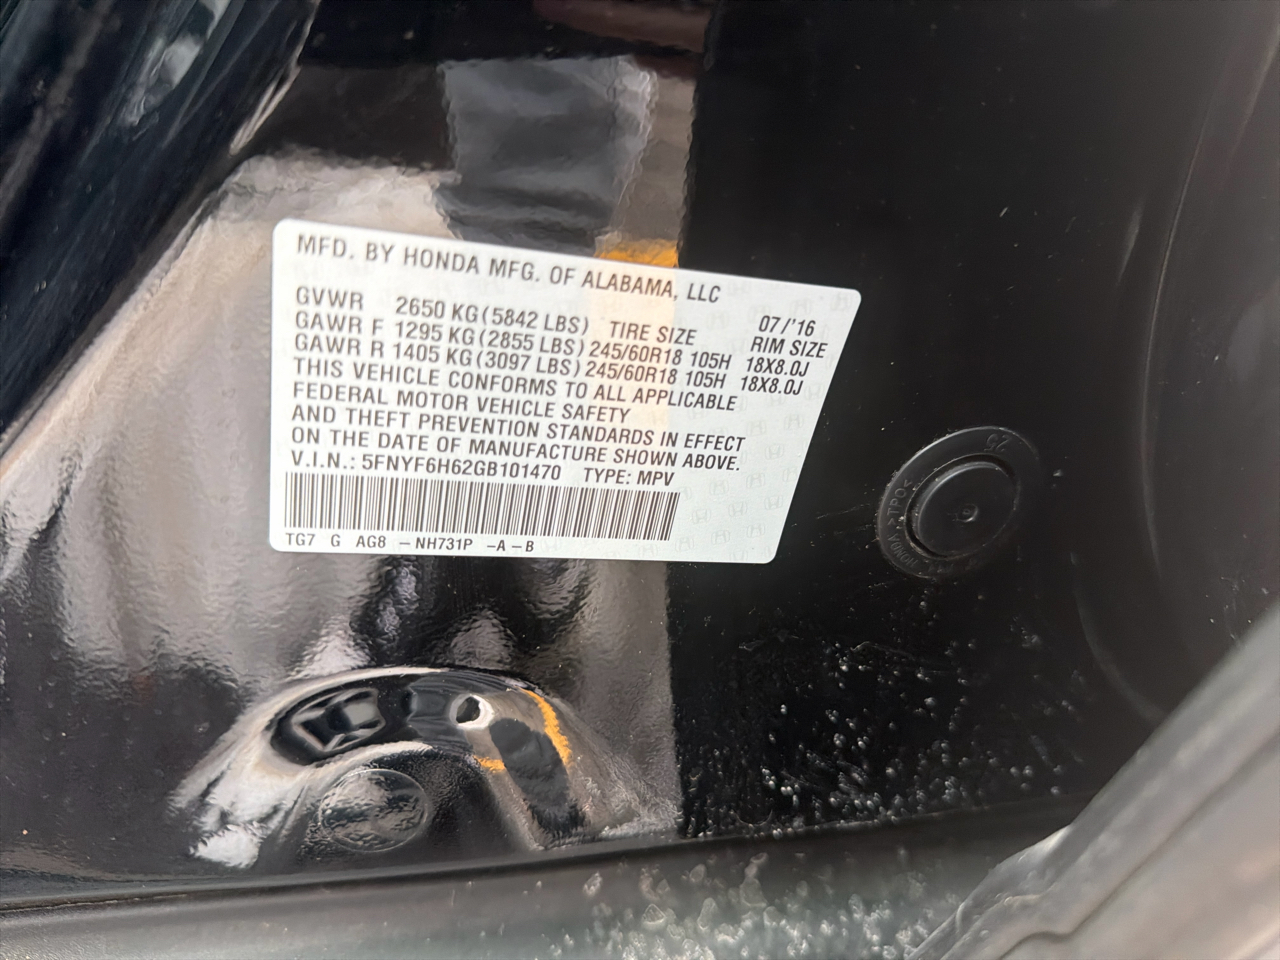 MFD. BY HONDA MFG. OF ALABAMA, LLC
07/'16
GVWR 2650 KG(5842 LBS) TIRE SIZE RIM SIZE
GAWR F 1295 KG(2855 LBS) 245/60R18 105H 18X8.0J
GAWR R 1405 KG(3097 LBS) 245/60R18 105H 18X8.0J
THIS VEHICLE CONFORMS TO ALL APPLICABLE
FEDERAL MOTOR VEHICLE SAFETY
AND THEFT PREVENTION STANDARDS IN EFFECT
ON THE DATE OF MANUFACTURE SHOWN ABOVE.
V.I.N.: 5FNYF6H62GB101470 TYPE: MPV
TG7 G AG8 -NH731P -A-B
25
>TPO<
HONDA